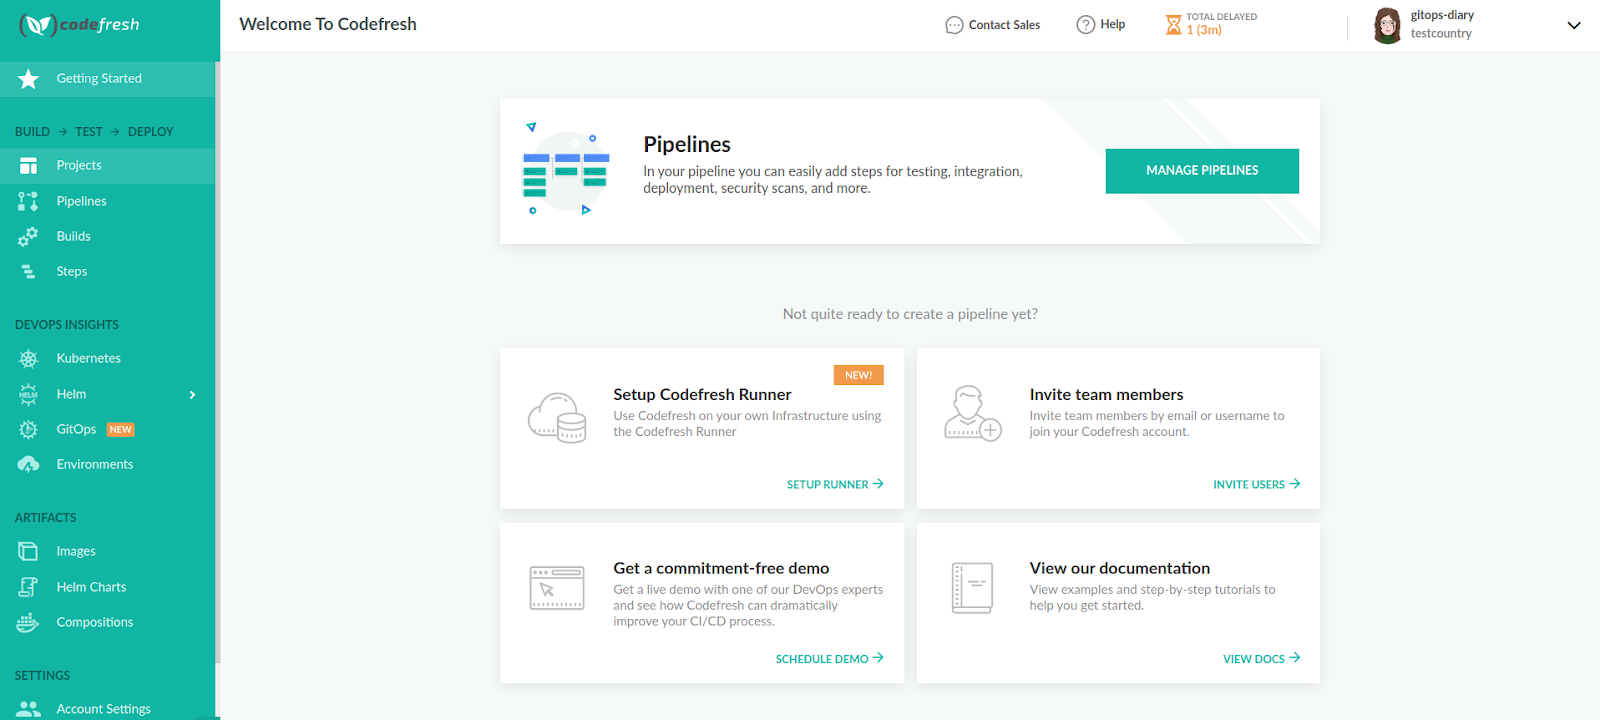 codefresh
Welcome To Codefresh
Contact Sales
Help
TOTAL DELAYED
1 (3m)
gitops-diary
testcountry
Getting Started
BUILD → TEST → DEPLOY
Projects
Pipelines
Builds
Steps
DEVOPS INSIGHTS
Kubernetes
HELM
Helm
GitOps NEW
Environments
ARTIFACTS
Images
Helm Charts
Compositions
SETTINGS
Account Settings
Pipelines
In your pipeline you can easily add steps for testing, integration,
deployment, security scans, and more.
MANAGE PIPELINES
Not quite ready to create a pipeline yet?
NEW!
Setup Codefresh Runner
Use Codefresh on your own Infrastructure using
the Codefresh Runner
SETUP RUNNER →
Invite team members
Invite team members by email or username to
join your Codefresh account.
INVITE USERS →
Get a commitment-free demo
Get a live demo with one of our DevOps experts
and see how Codefresh can dramatically
improve your CI/CD process.
SCHEDULE DEMO →
View our documentation
View examples and step-by-step tutorials to
help you get started.
VIEW DOCS →